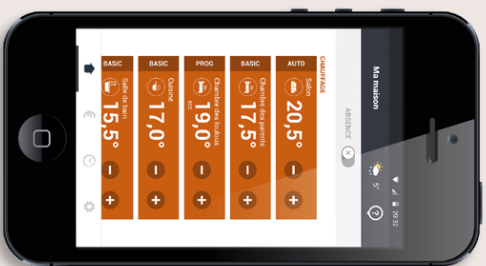 20:32
Ma maison
5°
?
ABSENCE
CHAUFFAGE
AUTO
Salon
20,5°
BASIC
Chambre des parents
17,5°
PROG
Chambre des loulous
19,0°
eco
BASIC
Cuisine
17,0°
BASIC
Salle de bain
15,5°
€